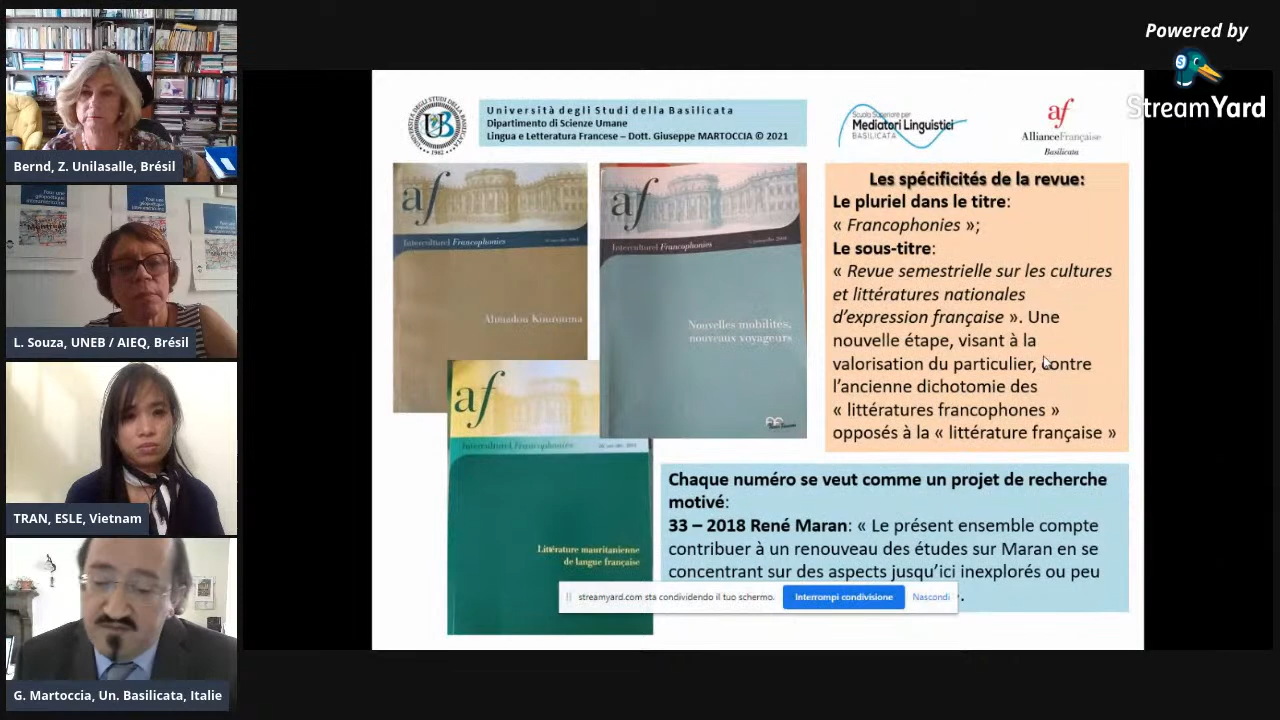 Powered by
StreamYard
Bernd, Z. Unilasalle, Brésil
L. Souza, UNEB / AIEQ, Brésil
TRAN, ESLE, Vietnam
G. Martoccia, Un. Basilicata, Italie
Università degli Studi della Basilicata
Dipartimento di Scienze Umane
Lingua e Letteratura Francese – Dott. Giuseppe MARTOCCIA © 2021
Scuola Superiore per
Mediatori Linguistici
BASILICATA
af
AllianceFrançaise
Basilicata
af
Interculturel Francophonies
Ahmadou Kourouma
af
Interculturel Francophonies
Nouvelles mobilités,
nouveaux voyageurs
af
Interculturel Francophonies
Littérature mauritanienne
de langue française
Les spécificités de la revue:
Le pluriel dans le titre:
« Francophonies »;
Le sous-titre:
« Revue semestrielle sur les cultures
et littératures nationales
d’expression française ». Une
nouvelle étape, visant à la
valorisation du particulier, contre
l’ancienne dichotomie des
« littératures francophones »
opposés à la « littérature française »
Chaque numéro se veut comme un projet de recherche
motivé:
33 – 2018 René Maran: « Le présent ensemble compte
contribuer à un renouveau des études sur Maran en se
concentrant sur des aspects jusqu’ici inexplorés ou peu
streamyard.com sta condividendo il tuo schermo.
Interrompi condivisione
Nascondi